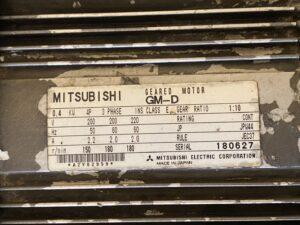 GEARED MOTOR
MITSUBISHI GM-D
0.4 KW 4P 3 PHASE INS CLASS E GEAR RATIO 1:10
V 200 200 220 RATING CONT
Hz 50 60 60 JP JPW44
A 2.2 2.0 2.0 RULE JEC37
r/min 150 180 180 SERIAL 180627
MITSUBISHI ELECTRIC CORPORATION
MADE IN JAPAN